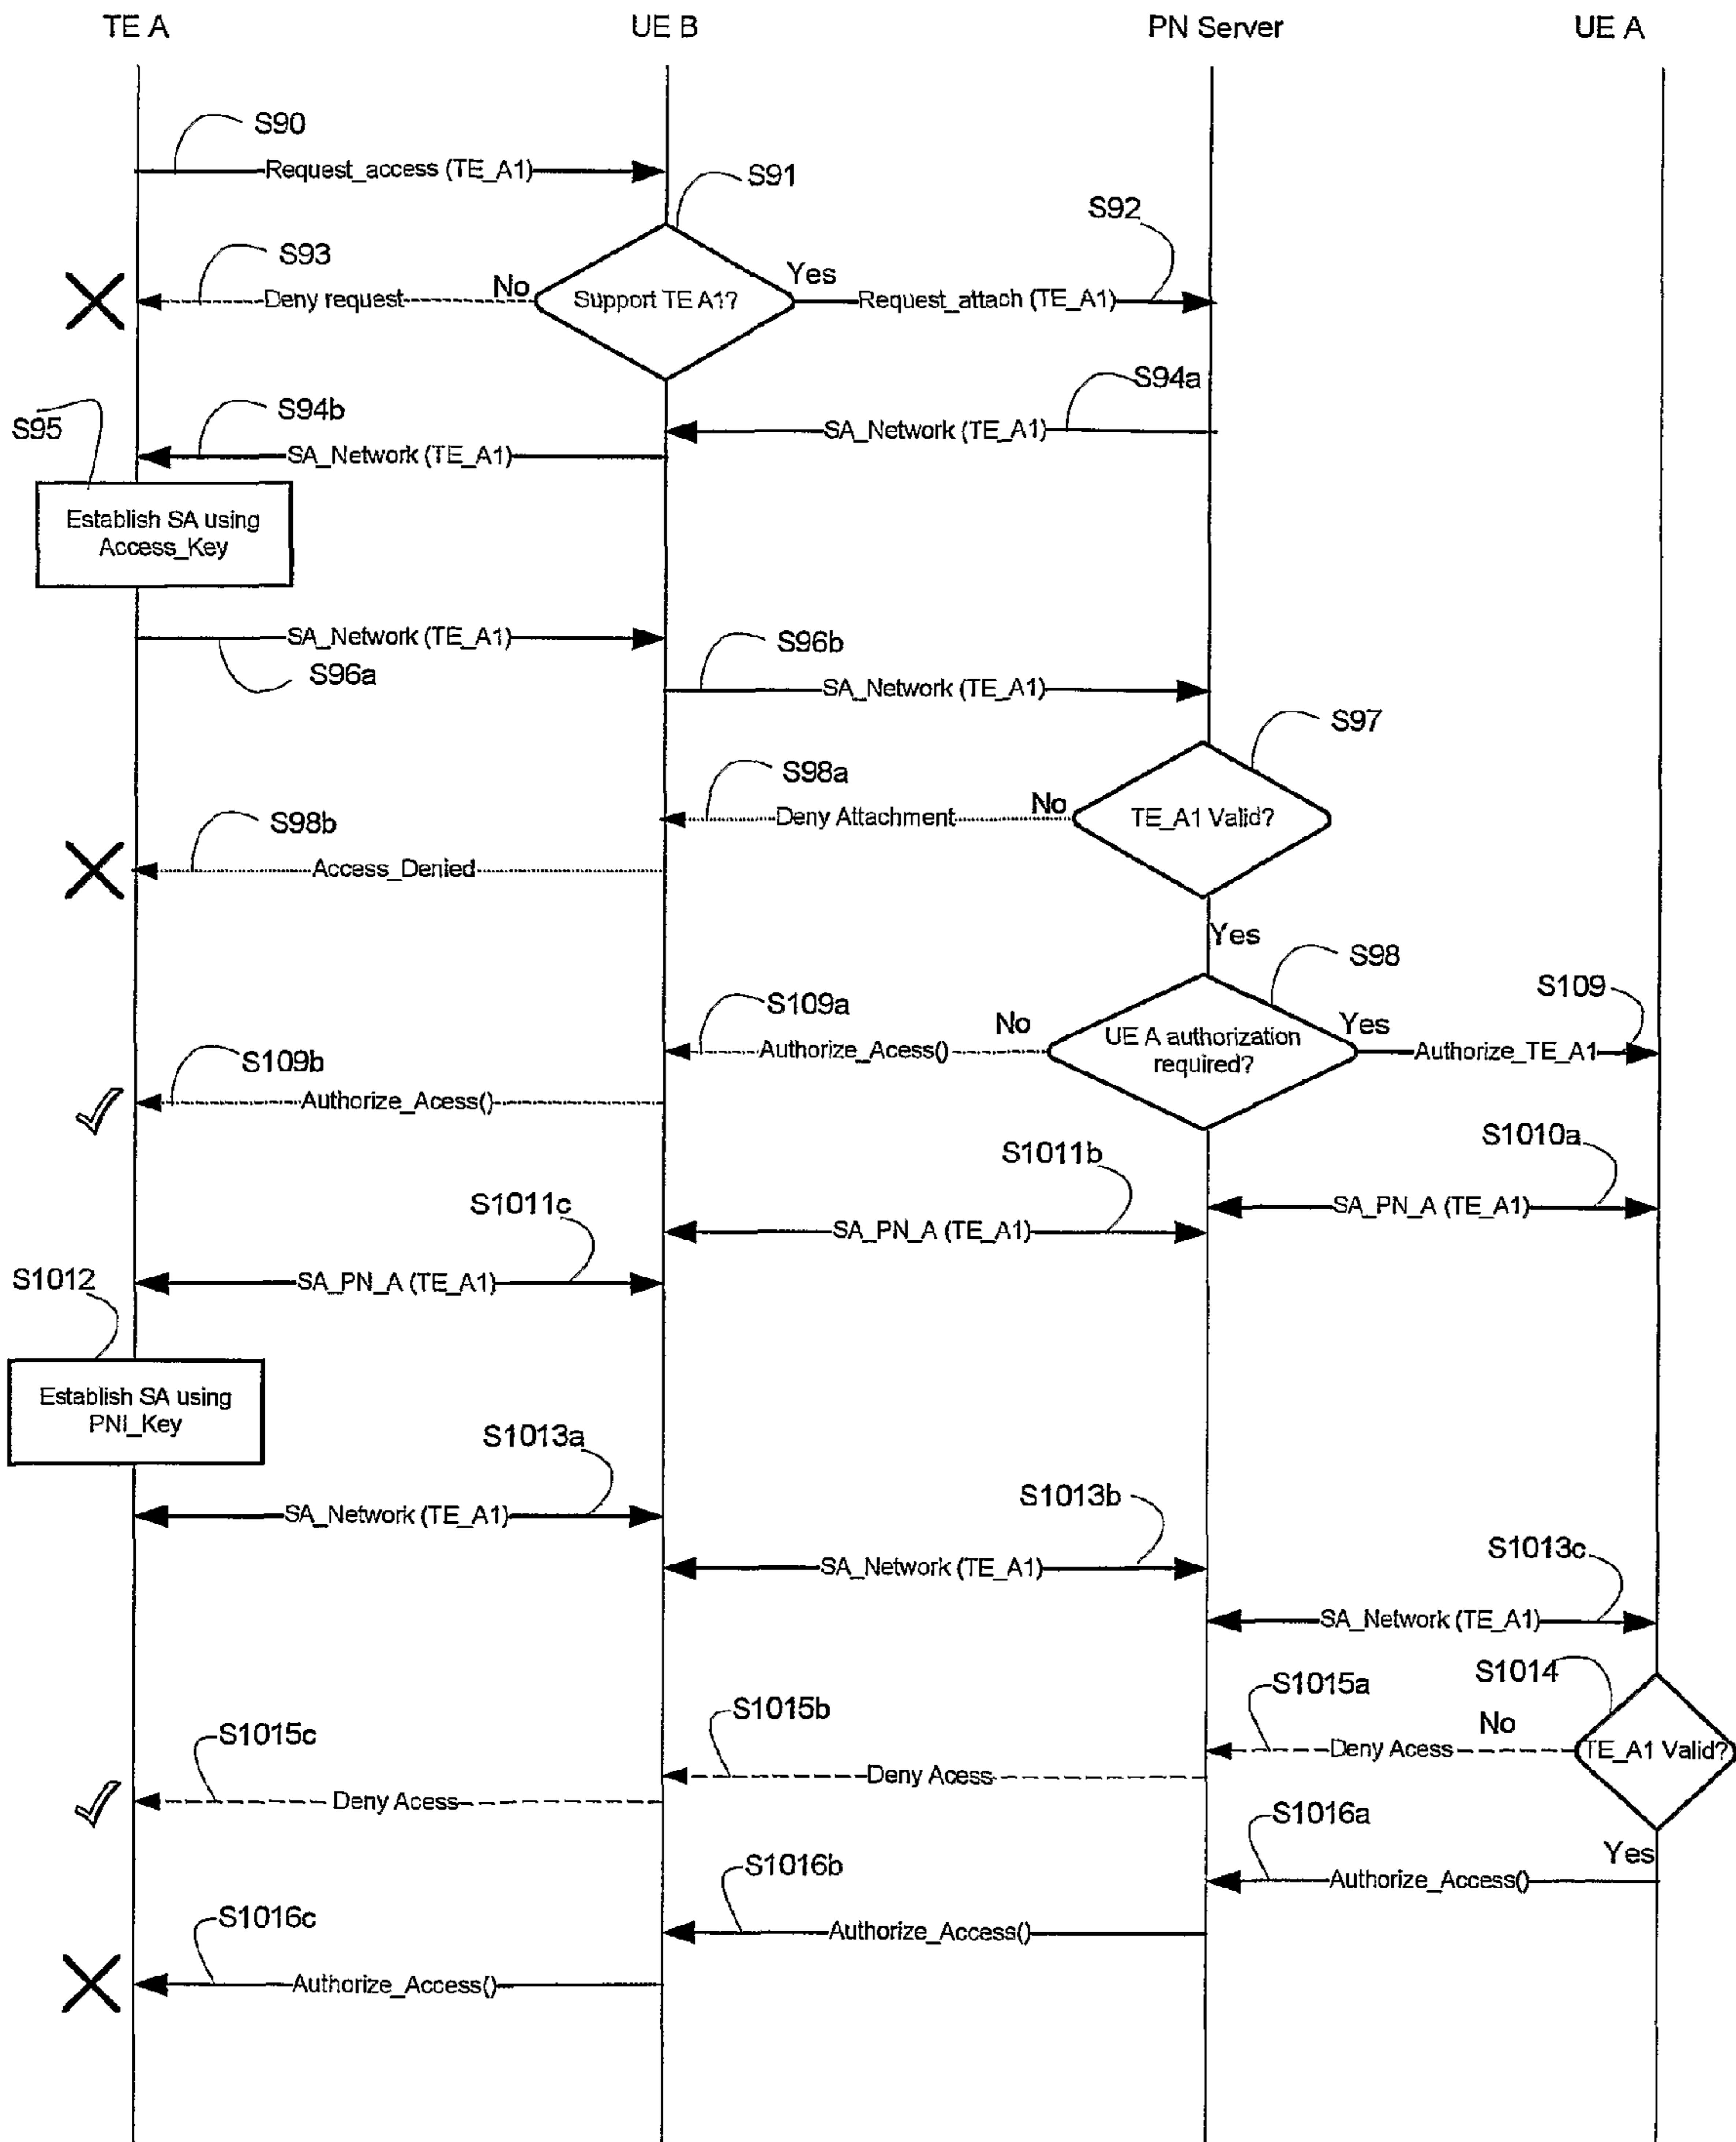 TE A
UE B
PN Server
UE A
S90
Request_access (TE_A1)
S91
S92
S93
Deny request
No
Support TE A1?
Yes
Request_attach (TE_A1)
S94a
SA_Network (TE_A1)
S94b
SA_Network (TE_A1)
S95
Establish SA using
Access_Key
SA_Network (TE_A1)
S96a
S96b
SA_Network (TE_A1)
S97
S98a
Deny Attachment
No
TE_A1 Valid?
S98b
Access_Denied
Yes
S98
S109
S109a
Authorize_Acess()
No
UE A authorization
required?
Yes
Authorize_TE_A1
S109b
Authorize_Acess()
S1010a
SA_PN_A (TE_A1)
S1011b
SA_PN_A (TE_A1)
S1011c
SA_PN_A (TE_A1)
S1012
Establish SA using
PNI_Key
S1013a
SA_Network (TE_A1)
S1013b
SA_Network (TE_A1)
S1013c
SA_Network (TE_A1)
S1014
S1015a
No
Deny Acess
TE_A1 Valid?
S1015b
Deny Acess
S1015c
Deny Acess
S1016a
Yes
Authorize_Access()
S1016b
Authorize_Access()
S1016c
Authorize_Access()